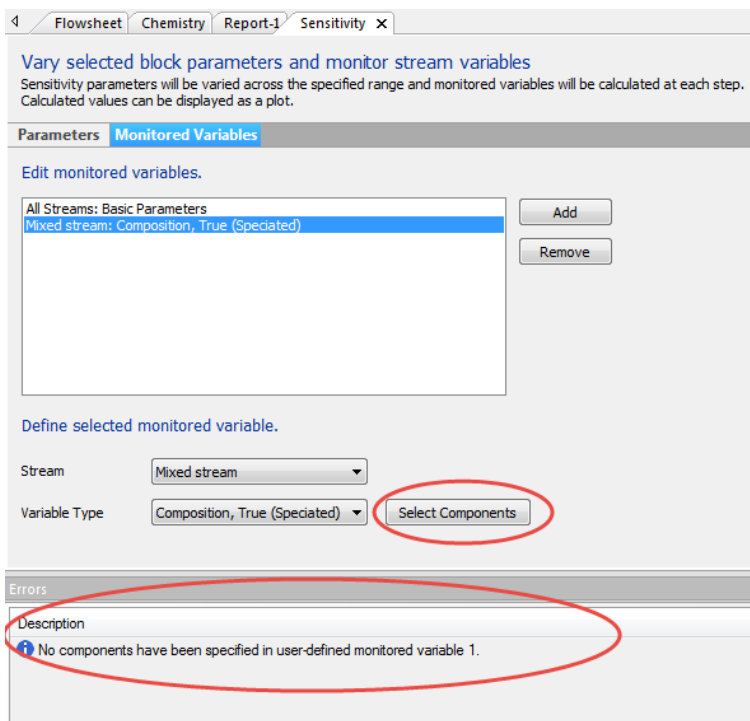 Flowsheet Chemistry Report-1 Sensitivity
Vary selected block parameters and monitor stream variables
Sensitivity parameters will be varied across the specified range and monitored variables will be calculated at each step.
Calculated values can be displayed as a plot.
Parameters Monitored Variables
Edit monitored variables.
All Streams: Basic Parameters
Mixed stream: Composition, True (Speciated)
Add
Remove
Define selected monitored variable.
Stream Mixed stream
Variable Type Composition, True (Speciated) Select Components
Errors
Description
No components have been specified in user-defined monitored variable 1.